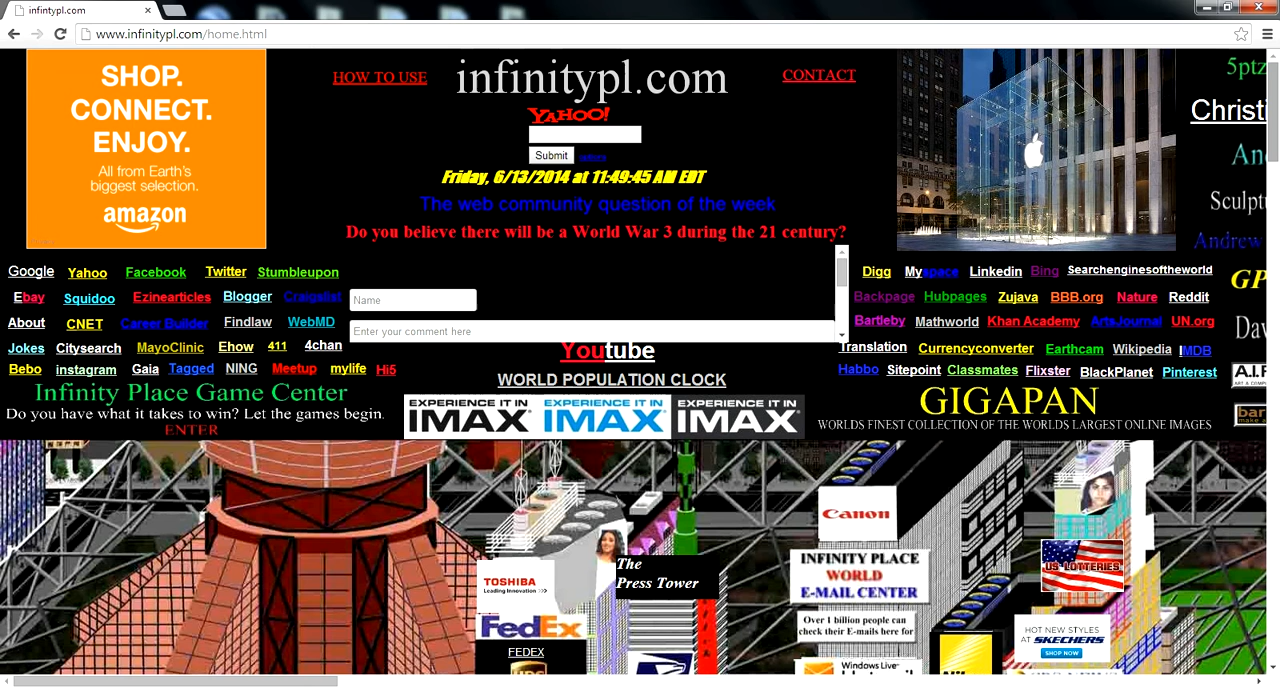 infinitypl.com
www.infinitypl.com/home.html
SHOP.
CONNECT.
ENJOY.
All from Earth's
biggest selection.
amazon
HOW TO USE
infinitypl.com
CONTACT
YAHOO!
Submit
Friday, 6/13/2014 at 11:49:45 AM EDT
The web community question of the week
Do you believe there will be a World War 3 during the 21 century?
5ptz
Christi
An
Sculptu
Andrew
Google Yahoo Facebook Twitter Stumbleupon
Ebay Squidoo Ezinearticles Blogger Craigslist
About CNET Career Builder Findlaw WebMD
Jokes Citysearch MayoClinic Ehow 411 4chan
Bebo instagram Gaia Tagged NING Meetup mylife Hi5
Name
Enter your comment here
Digg Myspace Linkedin Bing Searchenginesoftheworld
Backpage Hubpages Zujava BBB.org Nature Reddit
Bartleby Mathworld Khan Academy ArtsJournal UN.org
Translation Currencyconverter Earthcam Wikipedia IMDB
Habbo Sitepoint Classmates Flixster BlackPlanet Pinterest
GP
Dav
A.I.F
bar
Youtube
WORLD POPULATION CLOCK
Infinity Place Game Center
Do you have what it takes to win? Let the games begin.
ENTER
EXPERIENCE IT IN EXPERIENCE IT IN EXPERIENCE IT IN
IMAX IMAX IMAX
GIGAPAN
WORLDS FINEST COLLECTION OF THE WORLDS LARGEST ONLINE IMAGES
The
Press Tower
TOSHIBA
Leading Innovation >>>
FedEx
FEDEX
Canon
INFINITY PLACE
WORLD
E-MAIL CENTER
Over 1 billion people can
check their E-mails here for
Windows Live
US LOTTERIES
HOT NEW STYLES
AT SKECHERS
SHOP NOW